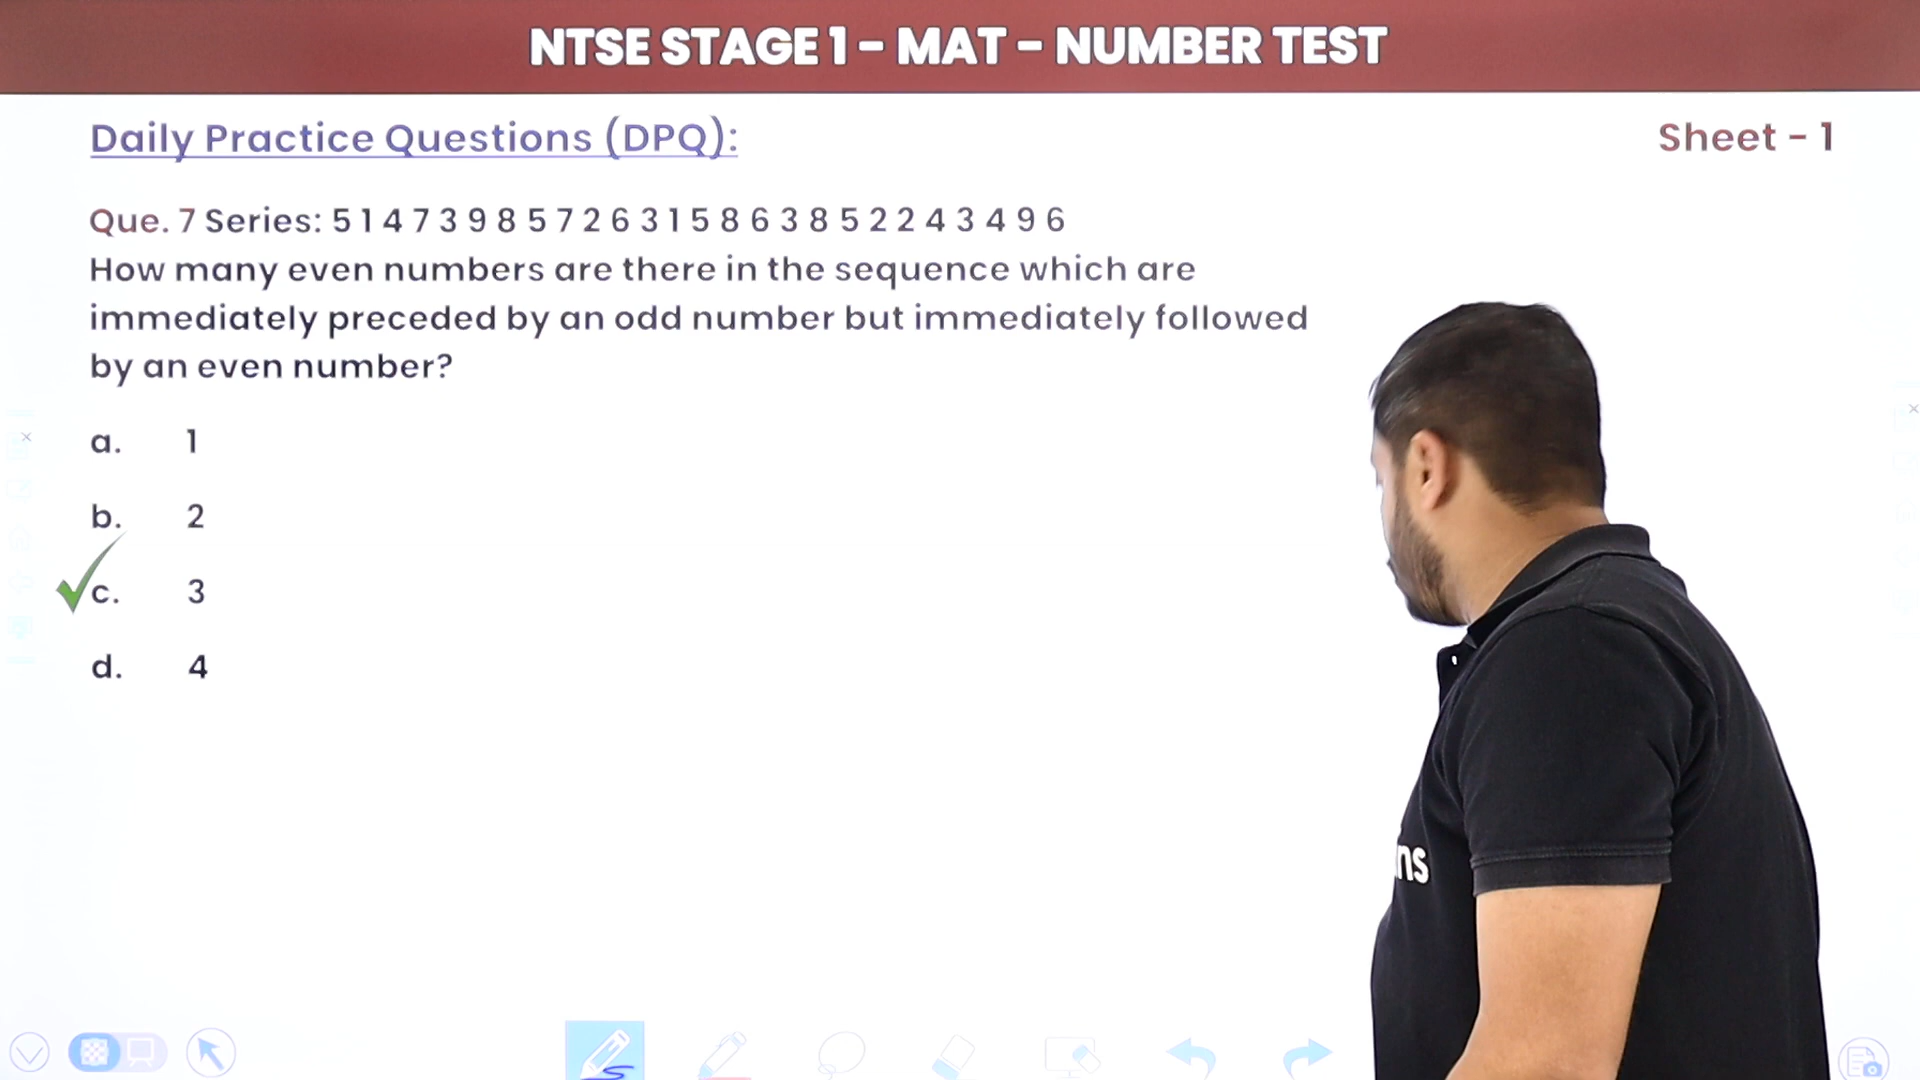 NTSE STAGE 1 - MAT - NUMBER TEST
Daily Practice Questions (DPQ):
Sheet - 1
Que. 7 Series: 5 1 4 7 3 9 8 5 7 2 6 3 1 5 8 6 3 8 5 2 2 4 3 4 9 6
How many even numbers are there in the sequence which are
immediately preceded by an odd number but immediately followed
by an even number?
a. 1
b. 2
c. 3
d. 4
ns